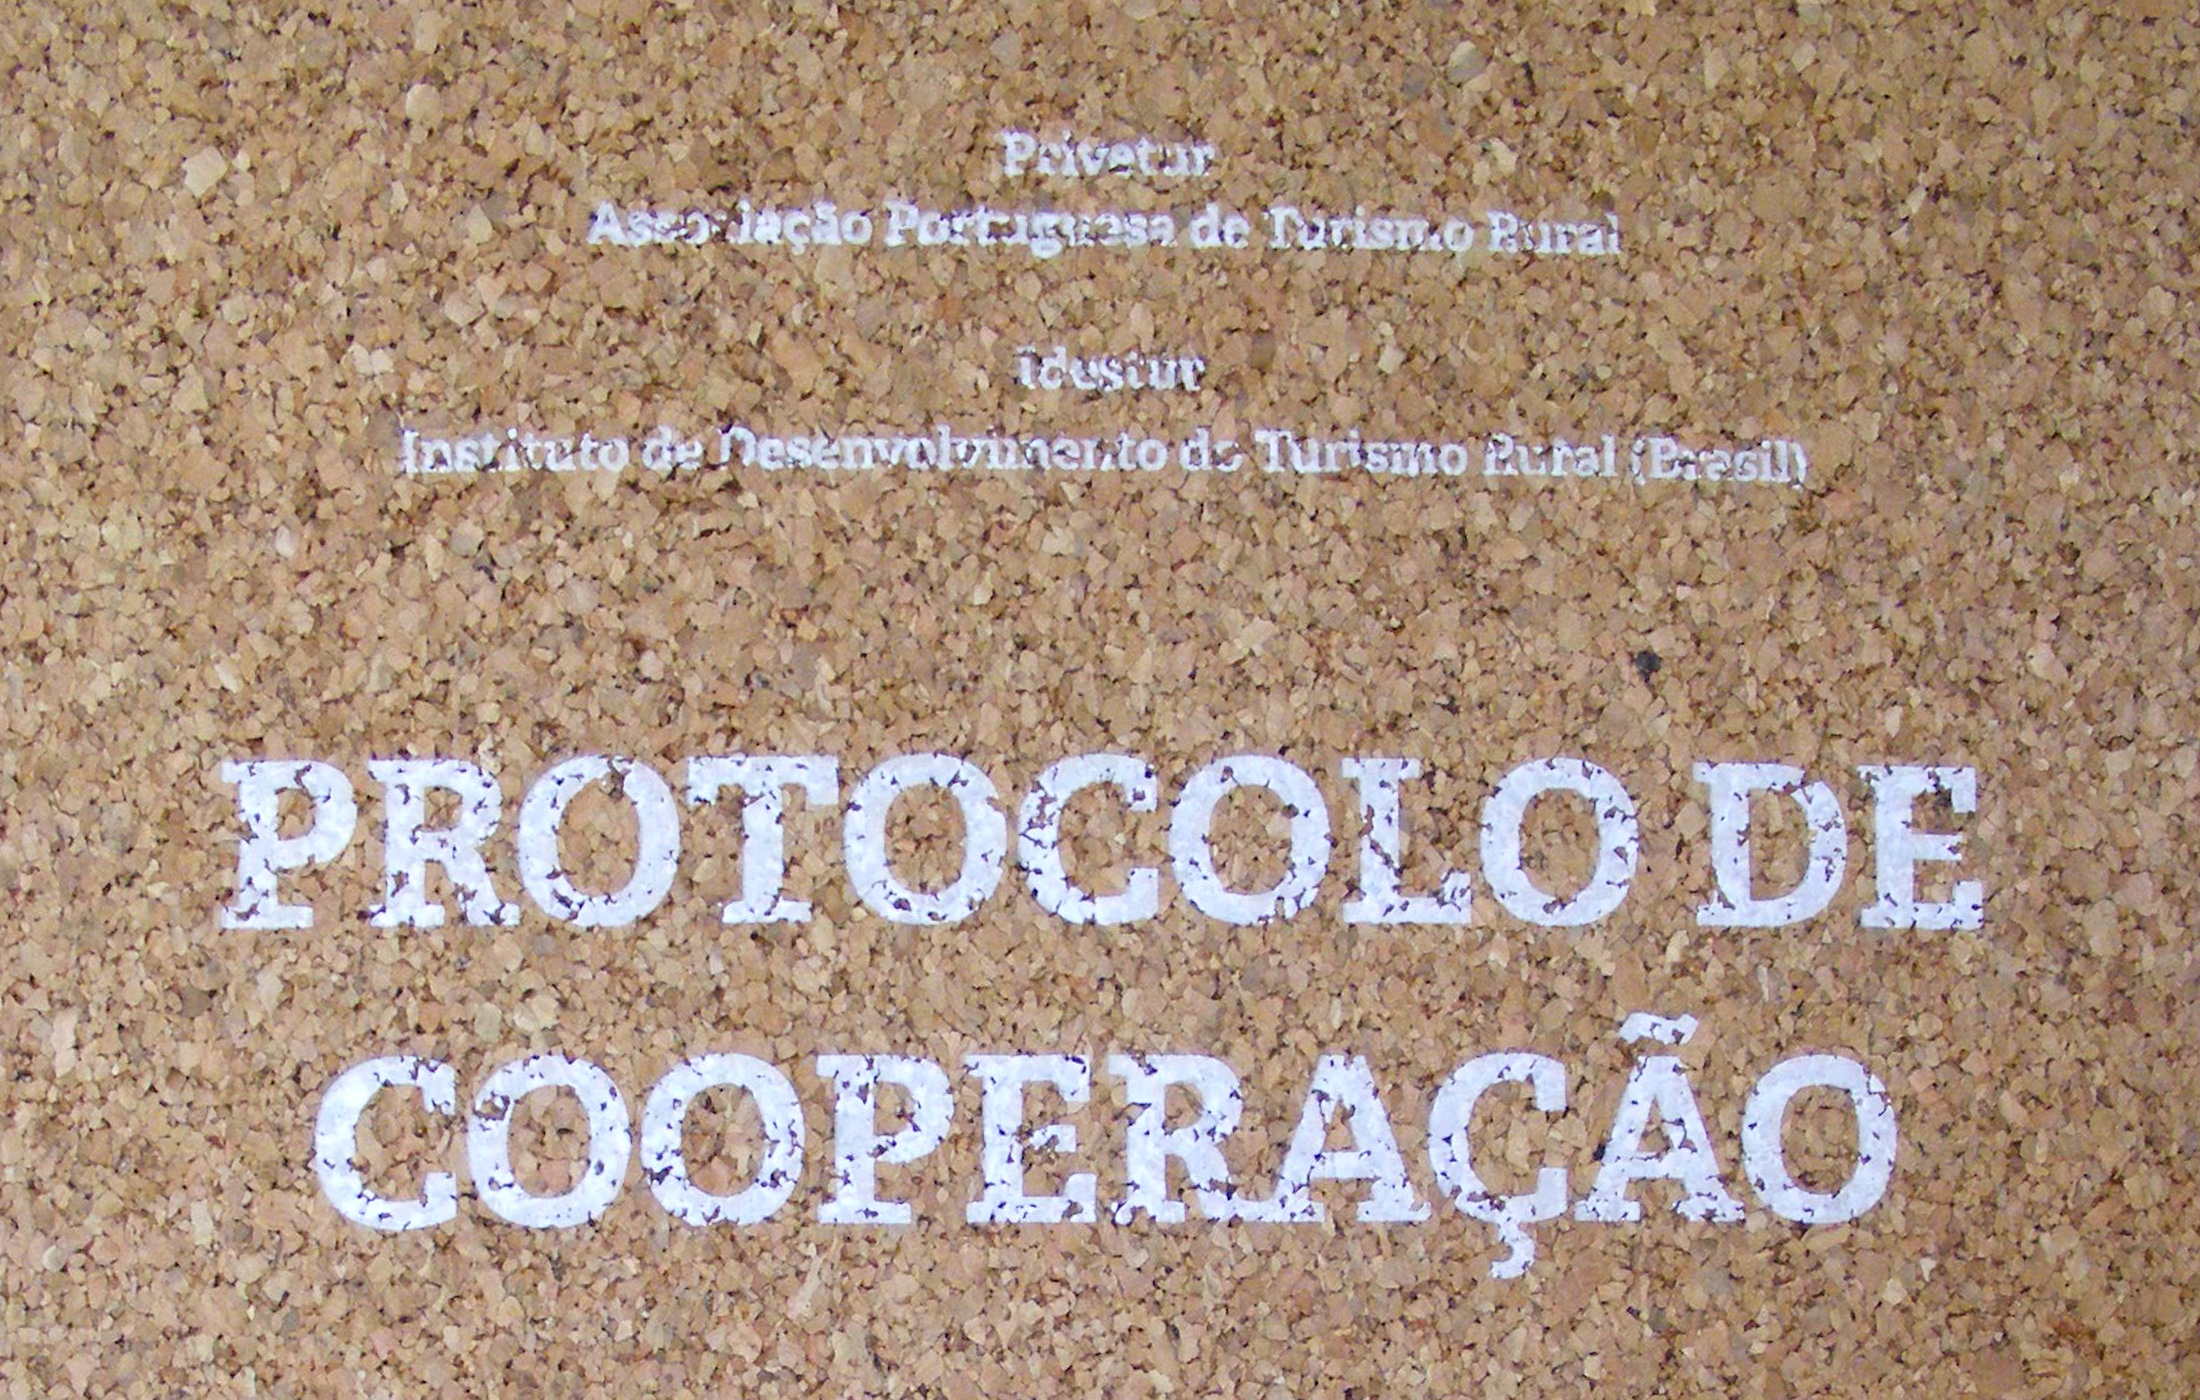 Privetur
Associação Portuguesa de Turismo Rural
Idestur
Instituto de Desenvolvimento do Turismo Rural (Brasil)
PROTOCOLO DE
COOPERAÇÃO